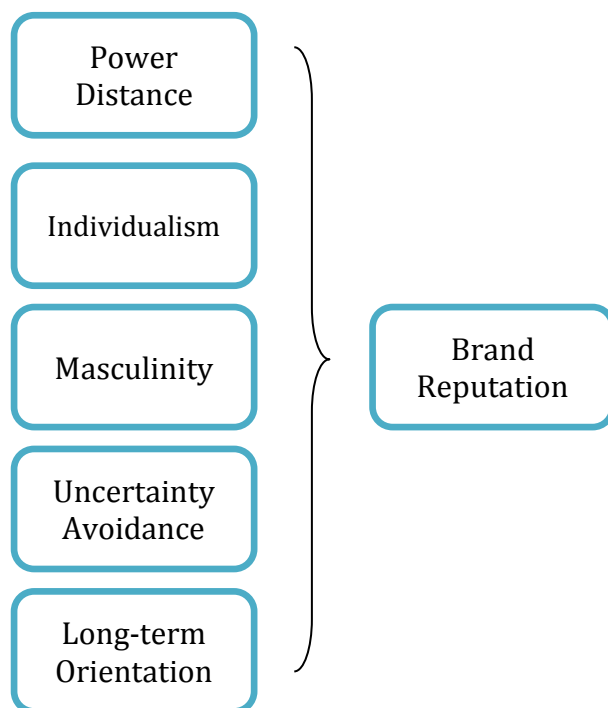 Power
Distance
Individualism
Masculinity
Uncertainty
Avoidance
Long-term
Orientation
Brand
Reputation